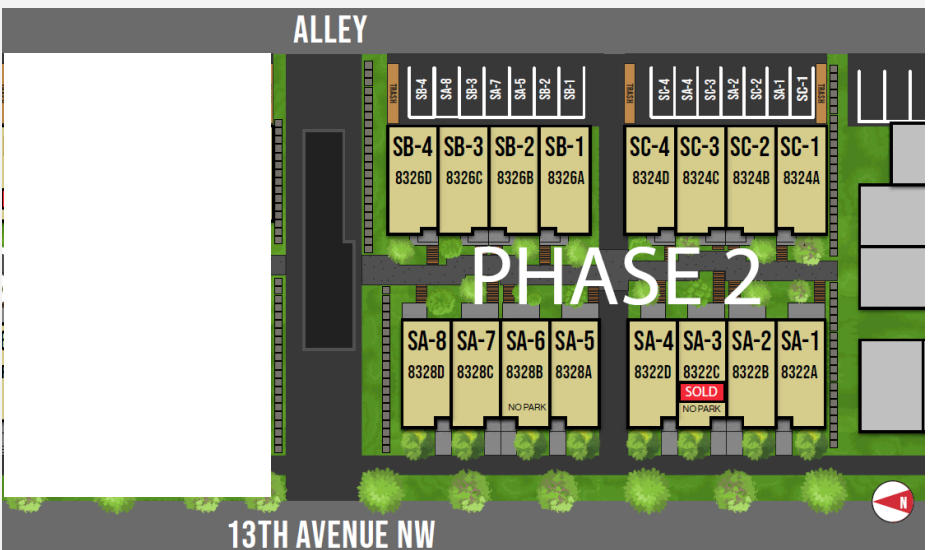 ALLEY
TRASH
SB-4
SA-8
SB-3
SA-7
SA-5
SB-2
SB-1
TRASH
SC-4
SA-4
SC-3
SA-2
SC-2
SA-1
SC-1
TRASH
SB-4 SB-3 SB-2 SB-1
8326D 8326C 8326B 8326A
SC-4 SC-3 SC-2 SC-1
8324D 8324C 8324B 8324A
PHASE 2
SA-8 SA-7 SA-6 SA-5
8328D 8328C 8328B 8328A
NO PARK
SA-4 SA-3 SA-2 SA-1
8322D 8322C 8322B 8322A
SOLD
NO PARK
N
13TH AVENUE NW